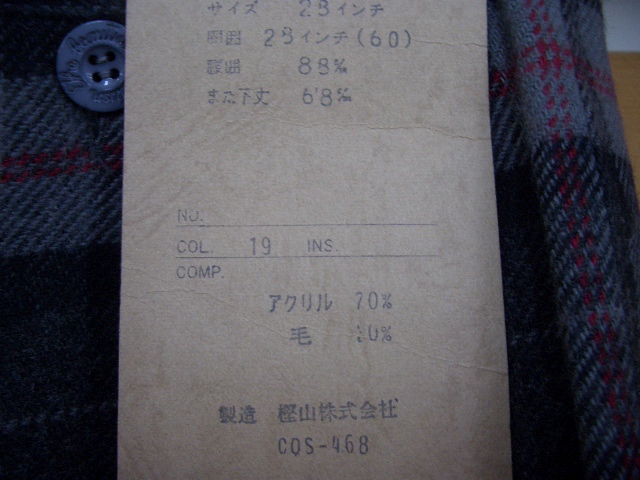 サイズ 23インチ
胴囲 23インチ(60)
腰囲 88㎝
また下丈 68㎝
NO.
COL. 19 INS.
COMP.
アクリル 70%
毛 30%
製造 樫山株式会社
COS-468